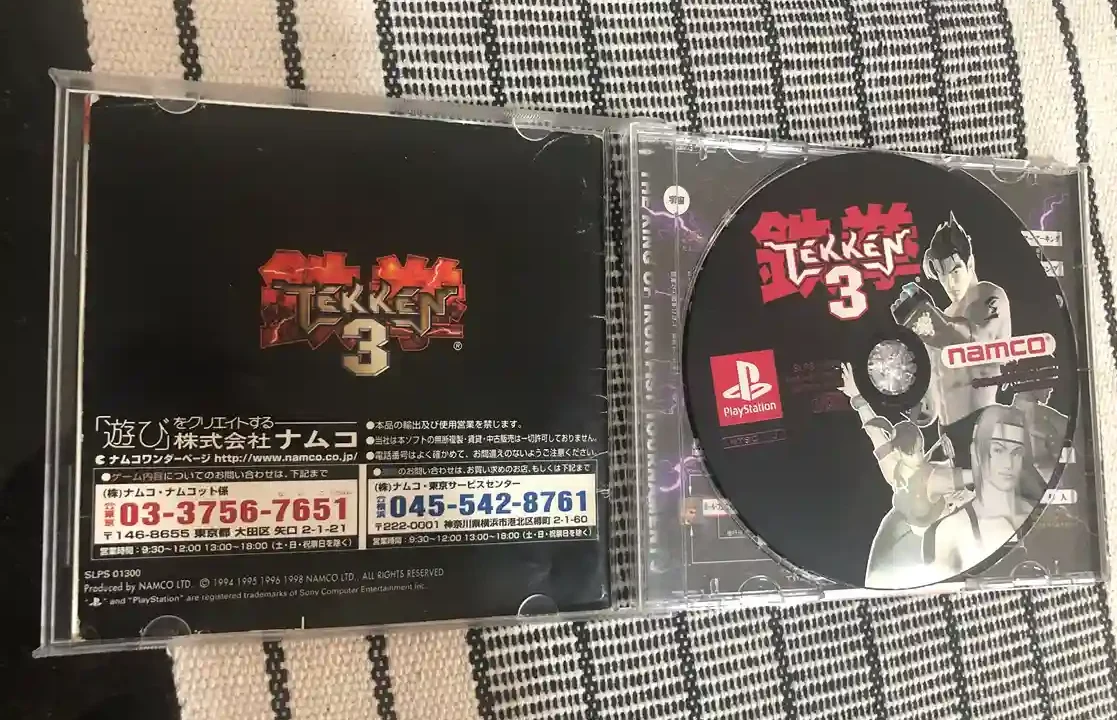 鉄拳
TEKKEN
3
®
「遊び」をクリエイトする
株式会社ナムコ
ナムコワンダーページ http://www.namco.co.jp/
●本品の輸出及び使用営業を禁じます。
●当社は本ソフトの無断複製・賃貸・中古販売は一切許可しておりません。
●電話番号はよく確かめて、お間違えのないようご注意ください。
●ゲーム内容についてのお問い合わせは、下記まで
(株)ナムコ・ナムコット係
☎東京 03-3756-7651
〒146-8655 東京都 大田区 矢口 2-1-21
営業時間:9:30~12:00 13:00~18:00(土・日・祝祭日を除く)
のお問い合わせは、お買い求めのお店、もしくは下記まで
(株)ナムコ・東京サービスセンター
☎横浜 045-542-8761
〒222-0001 神奈川県横浜市港北区樽町 2-1-60
営業時間:9:30~12:00 13:00~18:00(土・日・祝祭日を除く)
SLPS 01300
Produced by NAMCO LTD. © 1994 1995 1996 1998 NAMCO LTD., ALL RIGHTS RESERVED
"PS" and "PlayStation" are registered trademarks of Sony Computer Entertainment Inc.
THE KING OF IRON FIST TOURNAMENT 3
鉄拳
TEKKEN
3
namco®
PlayStation